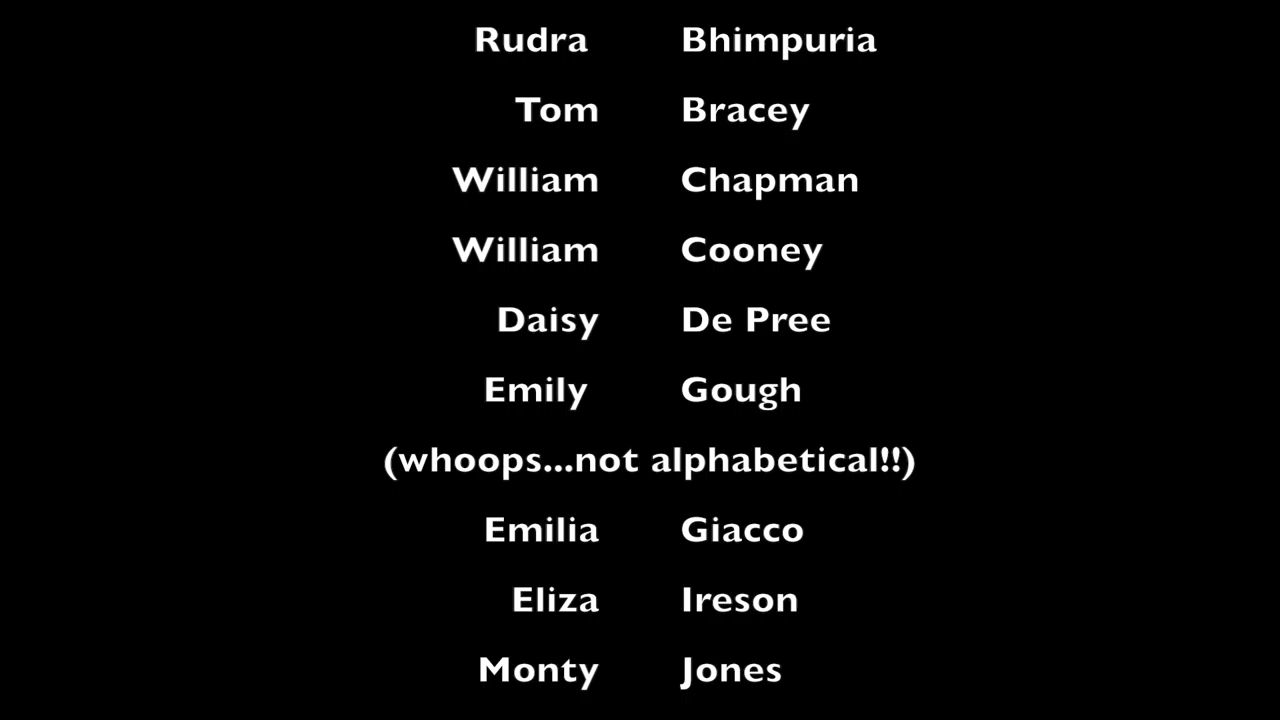 Rudra Bhimpuria
Tom Bracey
William Chapman
William Cooney
Daisy De Pree
Emily Gough
(whoops...not alphabetical!!)
Emilia Giacco
Eliza Ireson
Monty Jones